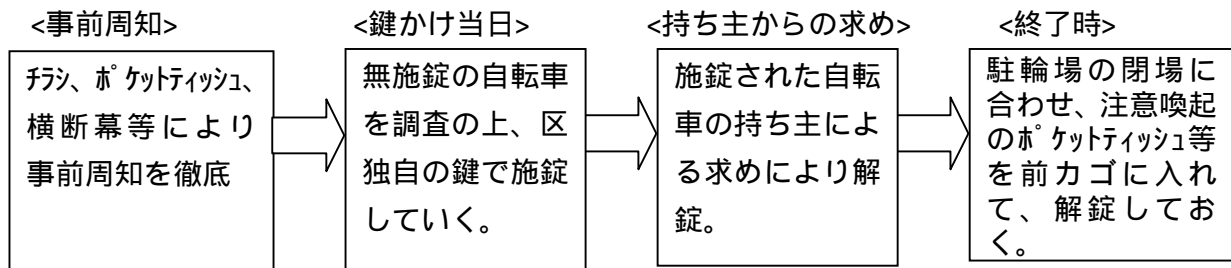 <事前周知>
ﾁﾗｼ、ﾎﾟｹｯﾄティッシュ、
横断幕等により
事前周知を徹底
<鍵かけ当日>
無施錠の自転車
を調査の上、区
独自の鍵で施錠
していく。
<持ち主からの求め>
施錠された自転
車の持ち主によ
る求めにより解
錠。
<終了時>
駐輪場の閉場に
合わせ、注意喚起
のﾎﾟｹｯﾄティッシュ等
を前カゴに入れ
て、解錠してお
く。